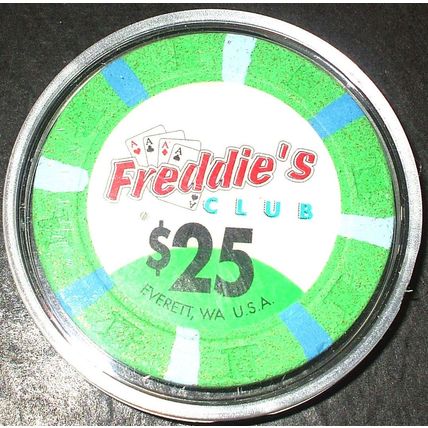 Freddie's
CLUB
$25
EVERETT, WA U.S.A.